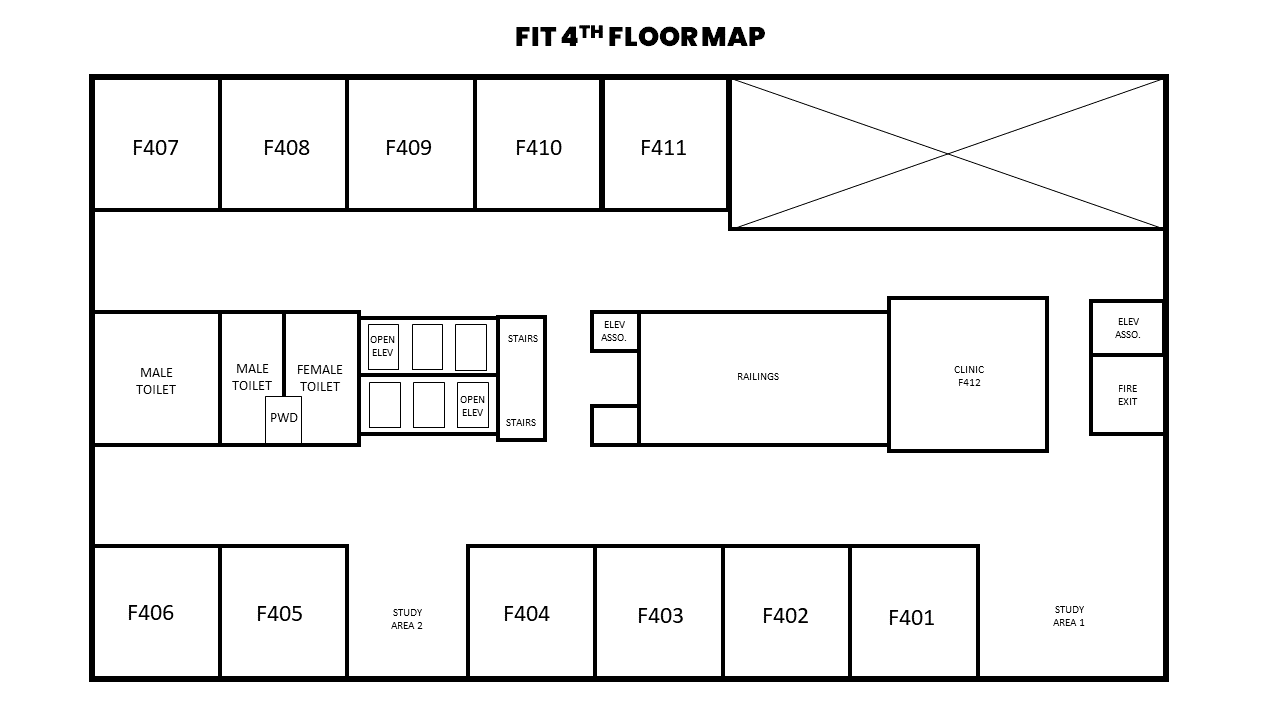 FIT 4TH FLOOR MAP
F407
F408
F409
F410
F411
MALE
TOILET
MALE
TOILET
FEMALE
TOILET
PWD
OPEN
ELEV
OPEN
ELEV
STAIRS
STAIRS
ELEV
ASSO.
RAILINGS
CLINIC
F412
ELEV
ASSO.
FIRE
EXIT
F406
F405
STUDY
AREA 2
F404
F403
F402
F401
STUDY
AREA 1